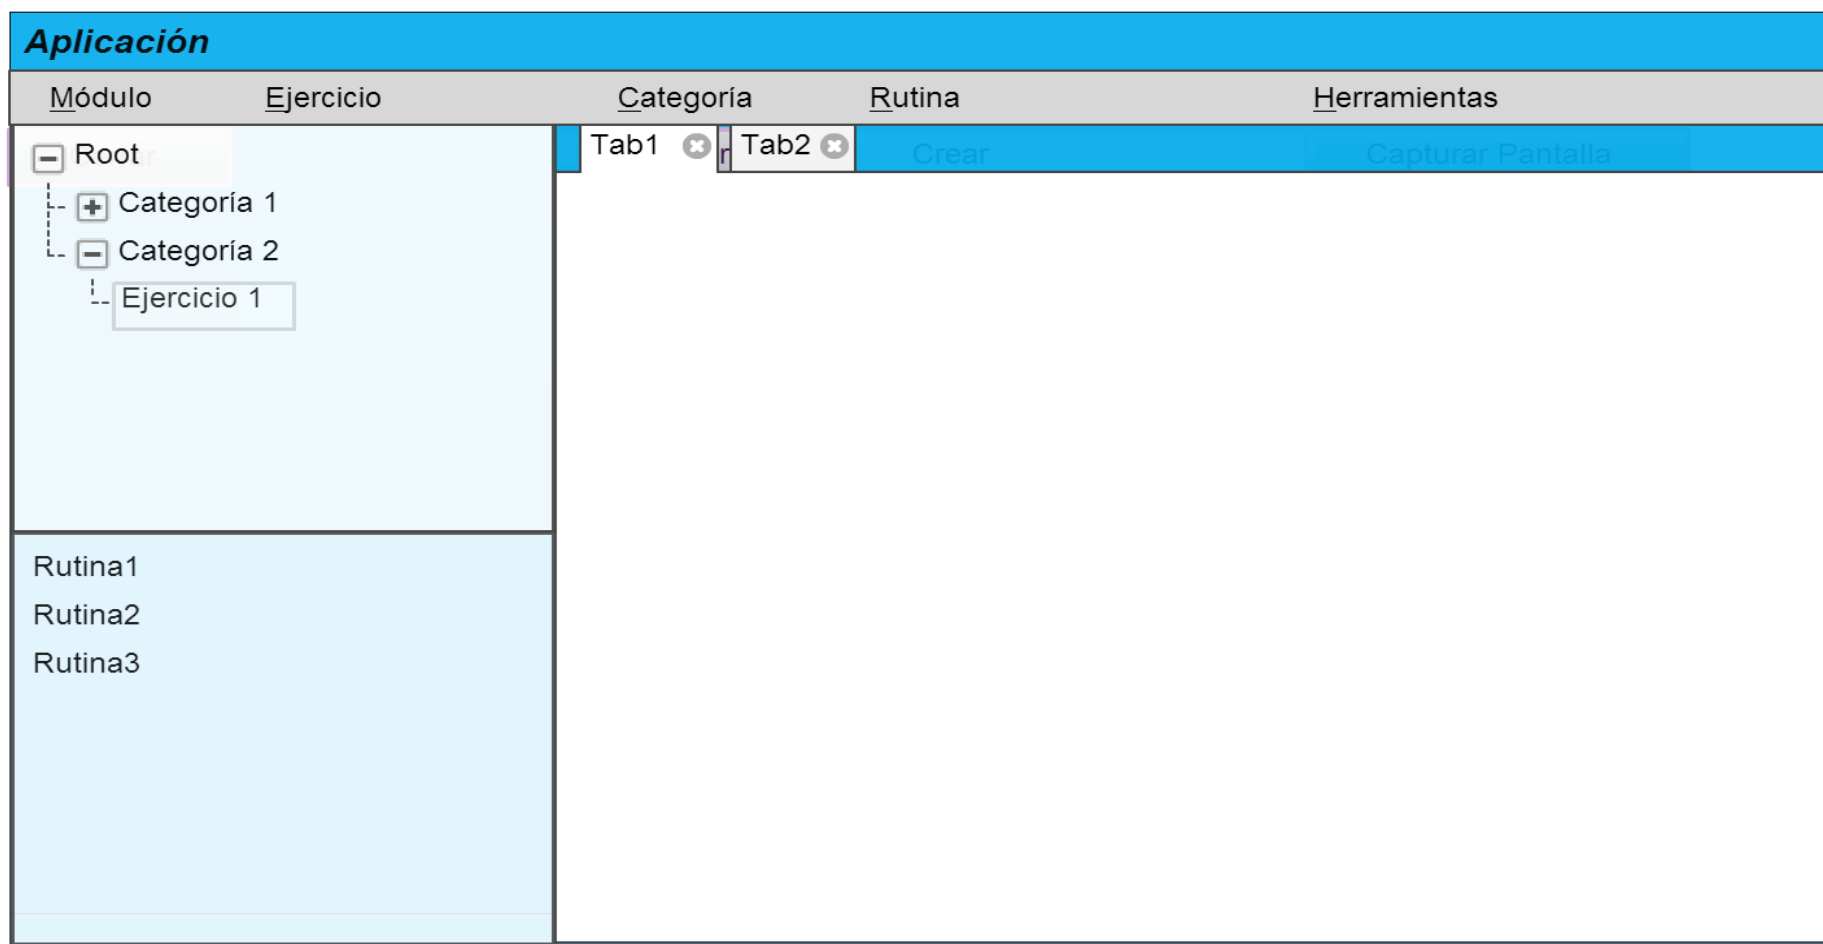 Aplicación
Módulo Ejercicio Categoría Rutina Herramientas
Root
Tab1 Tab2 Crear Capturar Pantalla
Categoría 1
Categoría 2
Ejercicio 1
Rutina1
Rutina2
Rutina3